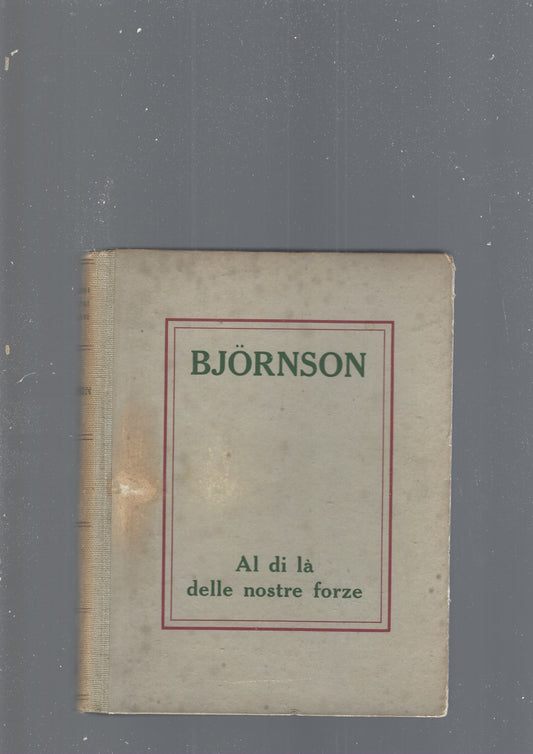 BJÖRNSON
Al di là
delle nostre forze